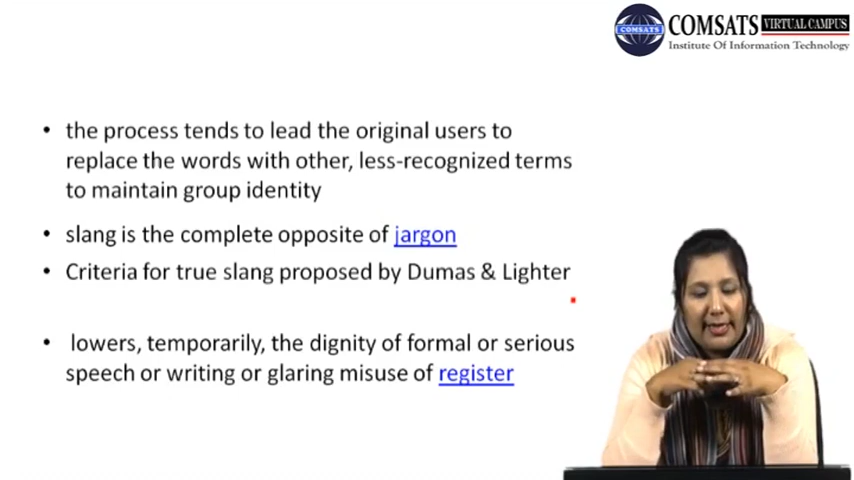 COMSATS
COMSATS VIRTUAL CAMPUS
Institute Of Information Technology
• the process tends to lead the original users to
replace the words with other, less-recognized terms
to maintain group identity
• slang is the complete opposite of jargon
• Criteria for true slang proposed by Dumas & Lighter
• lowers, temporarily, the dignity of formal or serious
speech or writing or glaring misuse of register